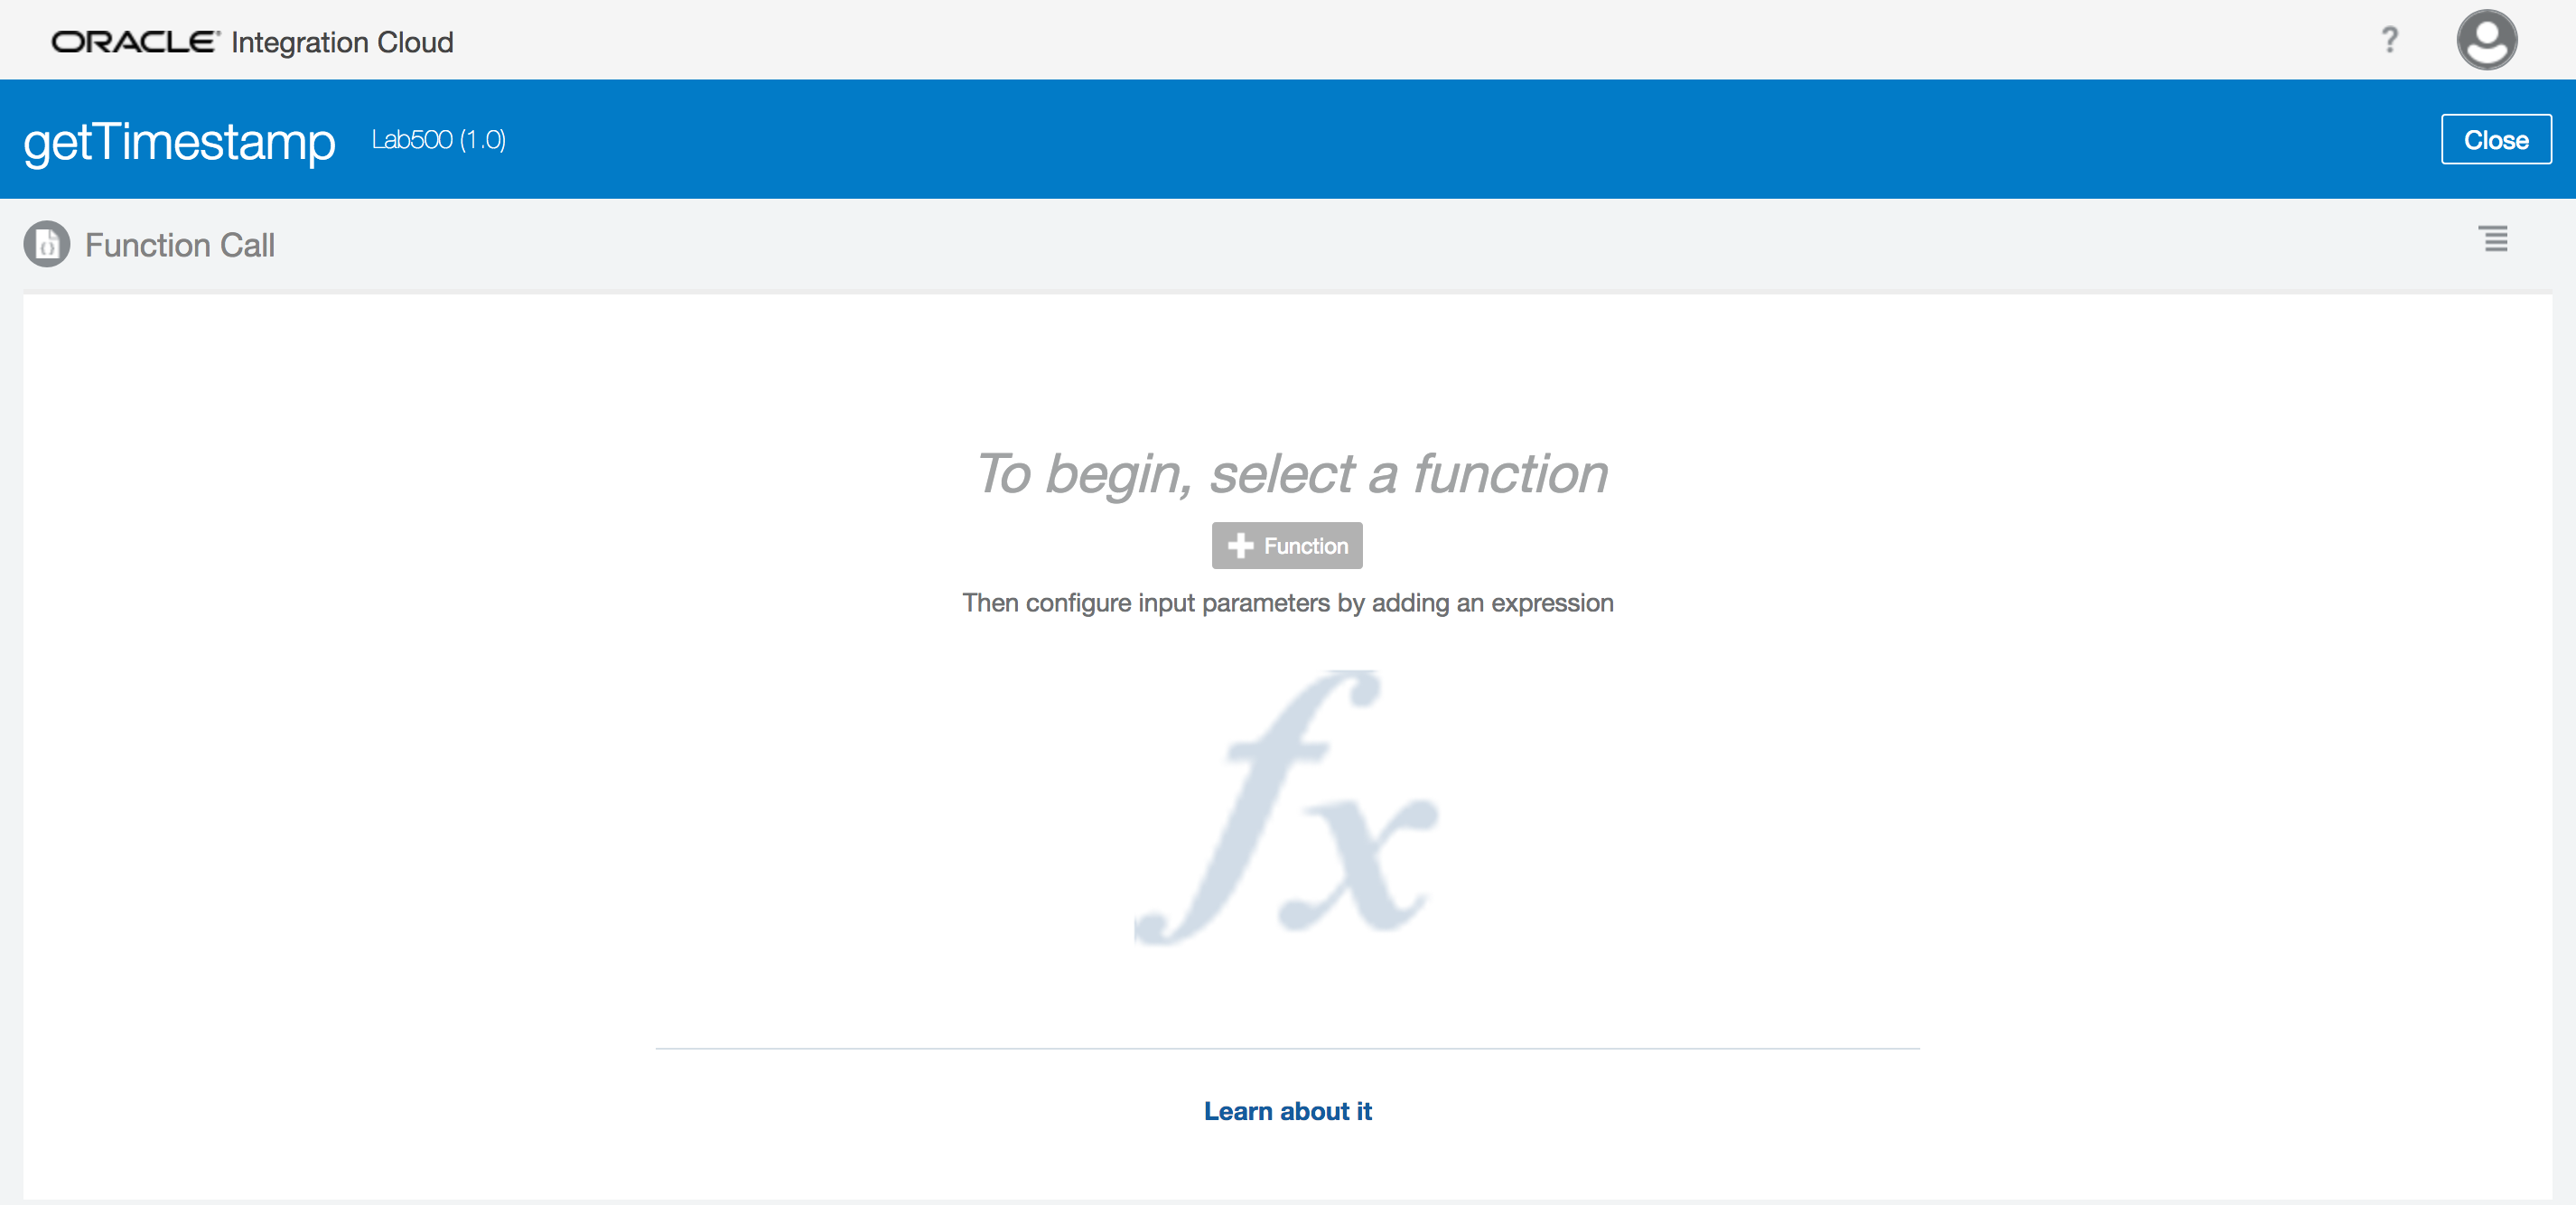 ORACLE® Integration Cloud
?
getTimestamp Lab500 (1.0)
Close
Function Call
To begin, select a function
Function
Then configure input parameters by adding an expression
fx
Learn about it